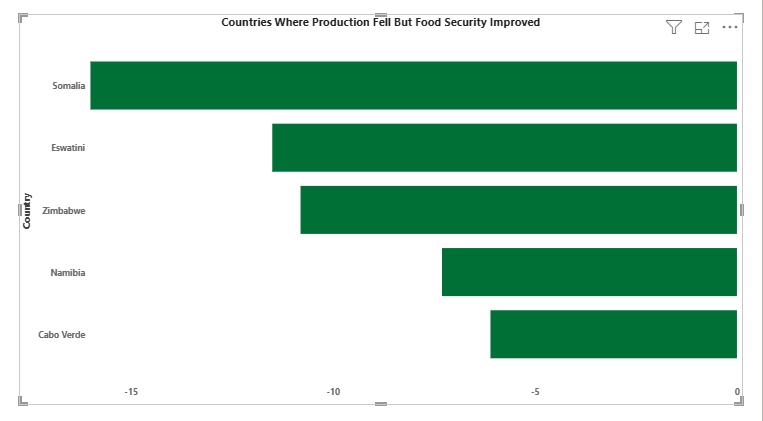 Countries Where Production Fell But Food Security Improved
Country
Somalia
Eswatini
Zimbabwe
Namibia
Cabo Verde
-15 -10 -5 0